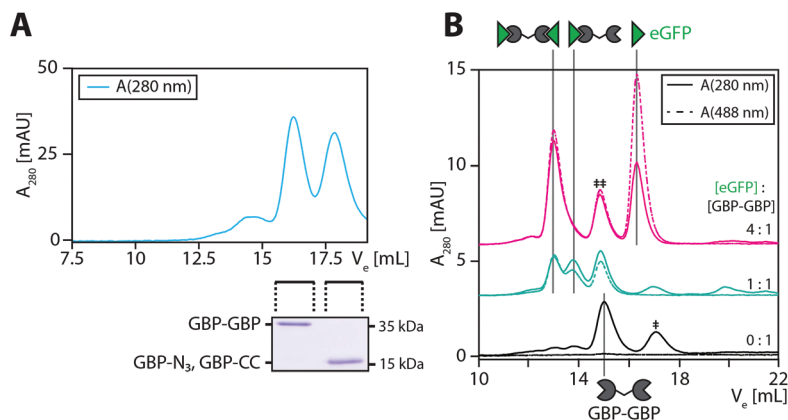 A
50
25
0
A₂₈₀ [mAU]
A(280 nm)
7.5 10 12.5 15 17.5
Vₑ [mL]
GBP-GBP
GBP-N₃, GBP-CC
35 kDa
15 kDa
B
eGFP
15
10
5
0
A₂₈₀ [mAU]
A(280 nm)
A(488 nm)
‡‡
[eGFP] :
[GBP-GBP]
4 : 1
1 : 1
‡
0 : 1
10 14 18 22
Vₑ [mL]
GBP-GBP